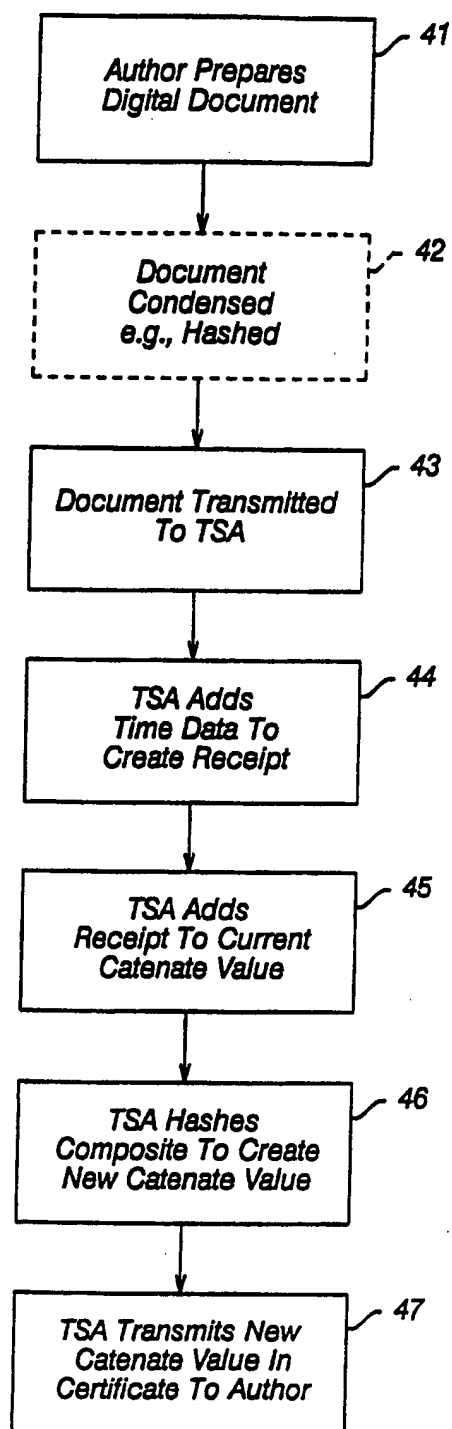 41
Author Prepares
Digital Document
42
Document
Condensed
e.g., Hashed
43
Document Transmitted
To TSA
44
TSA Adds
Time Data To
Create Receipt
45
TSA Adds
Receipt To Current
Catenate Value
46
TSA Hashes
Composite To Create
New Catenate Value
47
TSA Transmits New
Catenate Value In
Certificate To Author